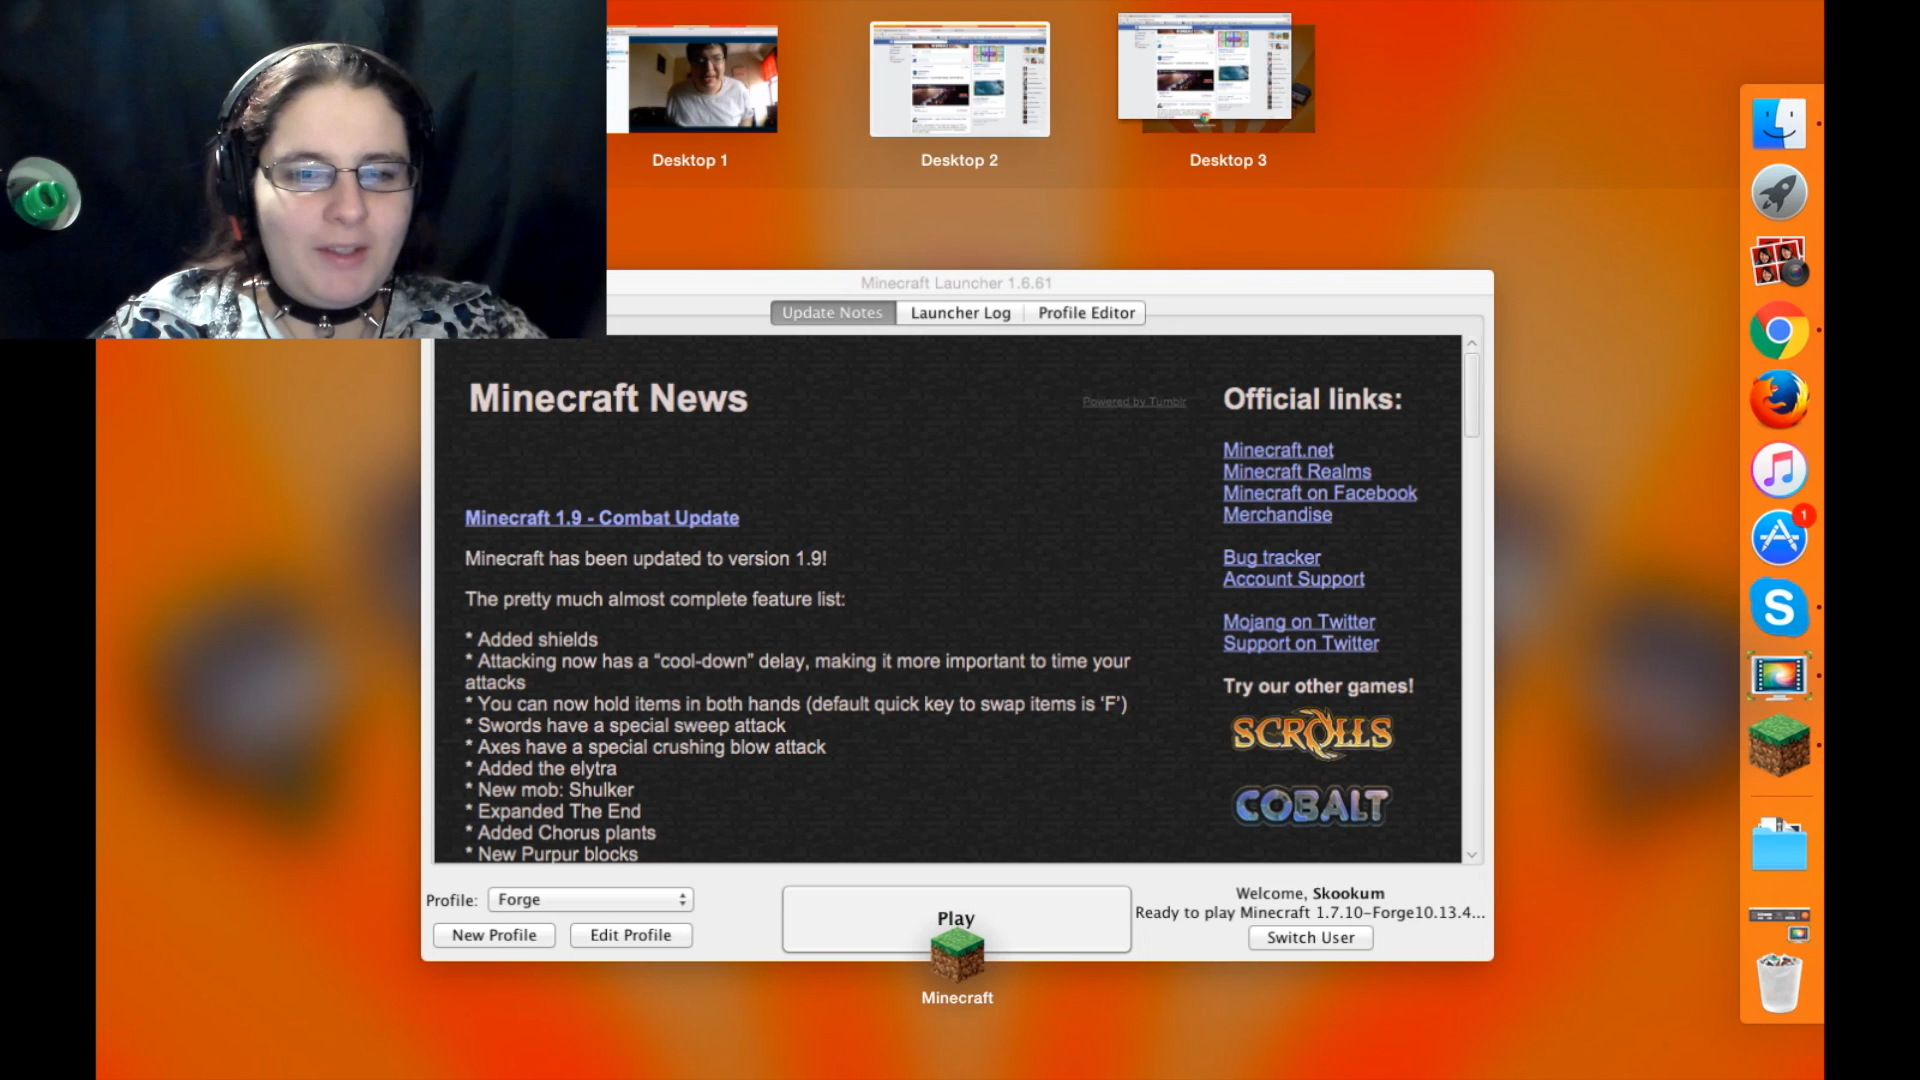 Desktop 1
Desktop 2
Desktop 3
Minecraft Launcher 1.6.61
Update Notes
Launcher Log
Profile Editor
Minecraft News
Powered by Tumblr
Minecraft 1.9 - Combat Update
Minecraft has been updated to version 1.9!
The pretty much almost complete feature list:
* Added shields
* Attacking now has a “cool-down” delay, making it more important to time your
attacks
* You can now hold items in both hands (default quick key to swap items is ‘F’)
* Swords have a special sweep attack
* Axes have a special crushing blow attack
* Added the elytra
* New mob: Shulker
* Expanded The End
* Added Chorus plants
* New Purpur blocks
Official links:
Minecraft.net
Minecraft Realms
Minecraft on Facebook
Merchandise
Bug tracker
Account Support
Mojang on Twitter
Support on Twitter
Try our other games!
SCROLLS
COBALT
Profile:
Forge
New Profile
Edit Profile
Play
Minecraft
Welcome, Skookum
Ready to play Minecraft 1.7.10-Forge10.13.4...
Switch User
1
S